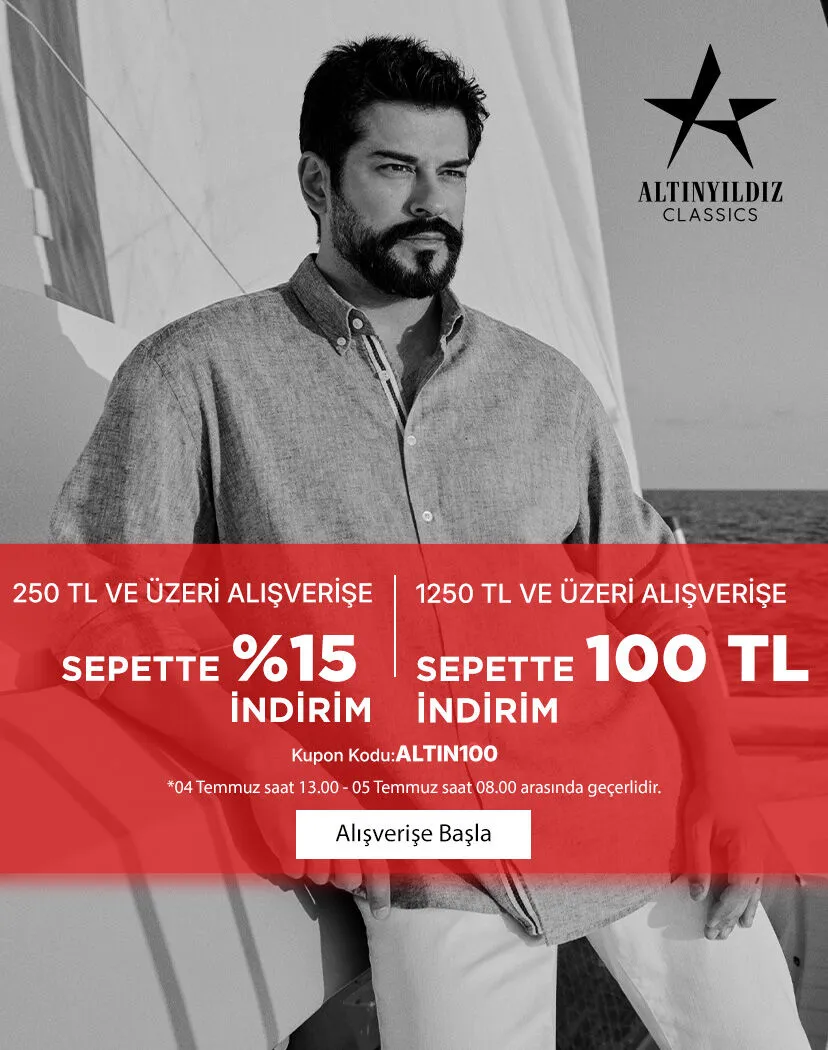 ALTINYILDIZ
CLASSICS
250 TL VE ÜZERİ ALIŞVERİŞE
SEPETTE %15
İNDİRİM
1250 TL VE ÜZERİ ALIŞVERİŞE
SEPETTE 100 TL
İNDİRİM
Kupon Kodu:ALTIN100
*04 Temmuz saat 13.00 - 05 Temmuz saat 08.00 arasında geçerlidir.
Alışverişe Başla